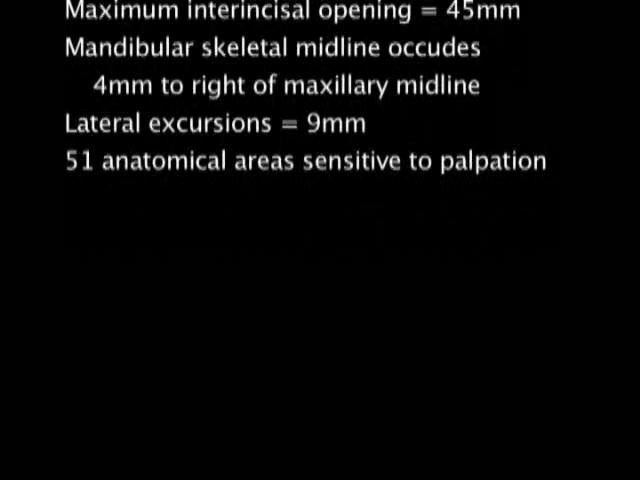 Maximum interincisal opening = 45mm
Mandibular skeletal midline occudes
4mm to right of maxillary midline
Lateral excursions = 9mm
51 anatomical areas sensitive to palpation